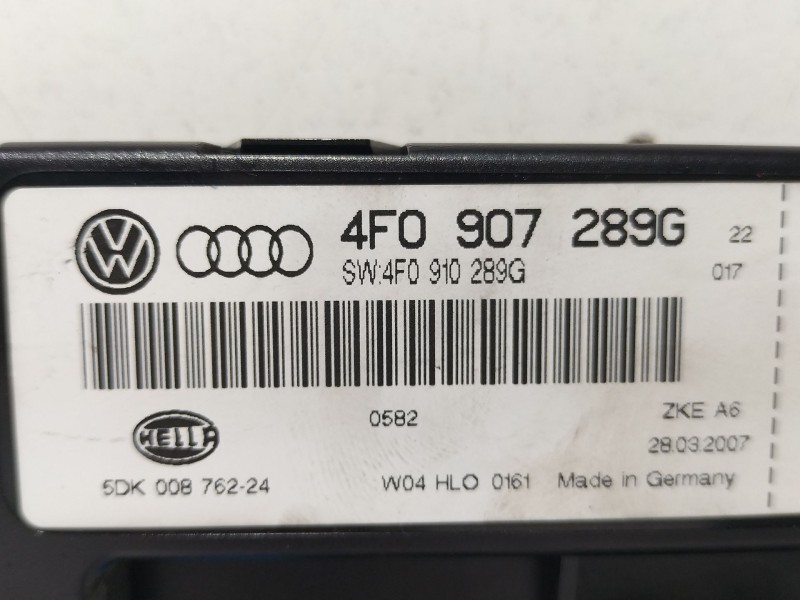 4F0 907 289G 22
SW:4F0 910 289G 017
0582 ZKE A6
HELLA 28.03.2007
5DK 008 762-24 W04 HLO 0161 Made in Germany